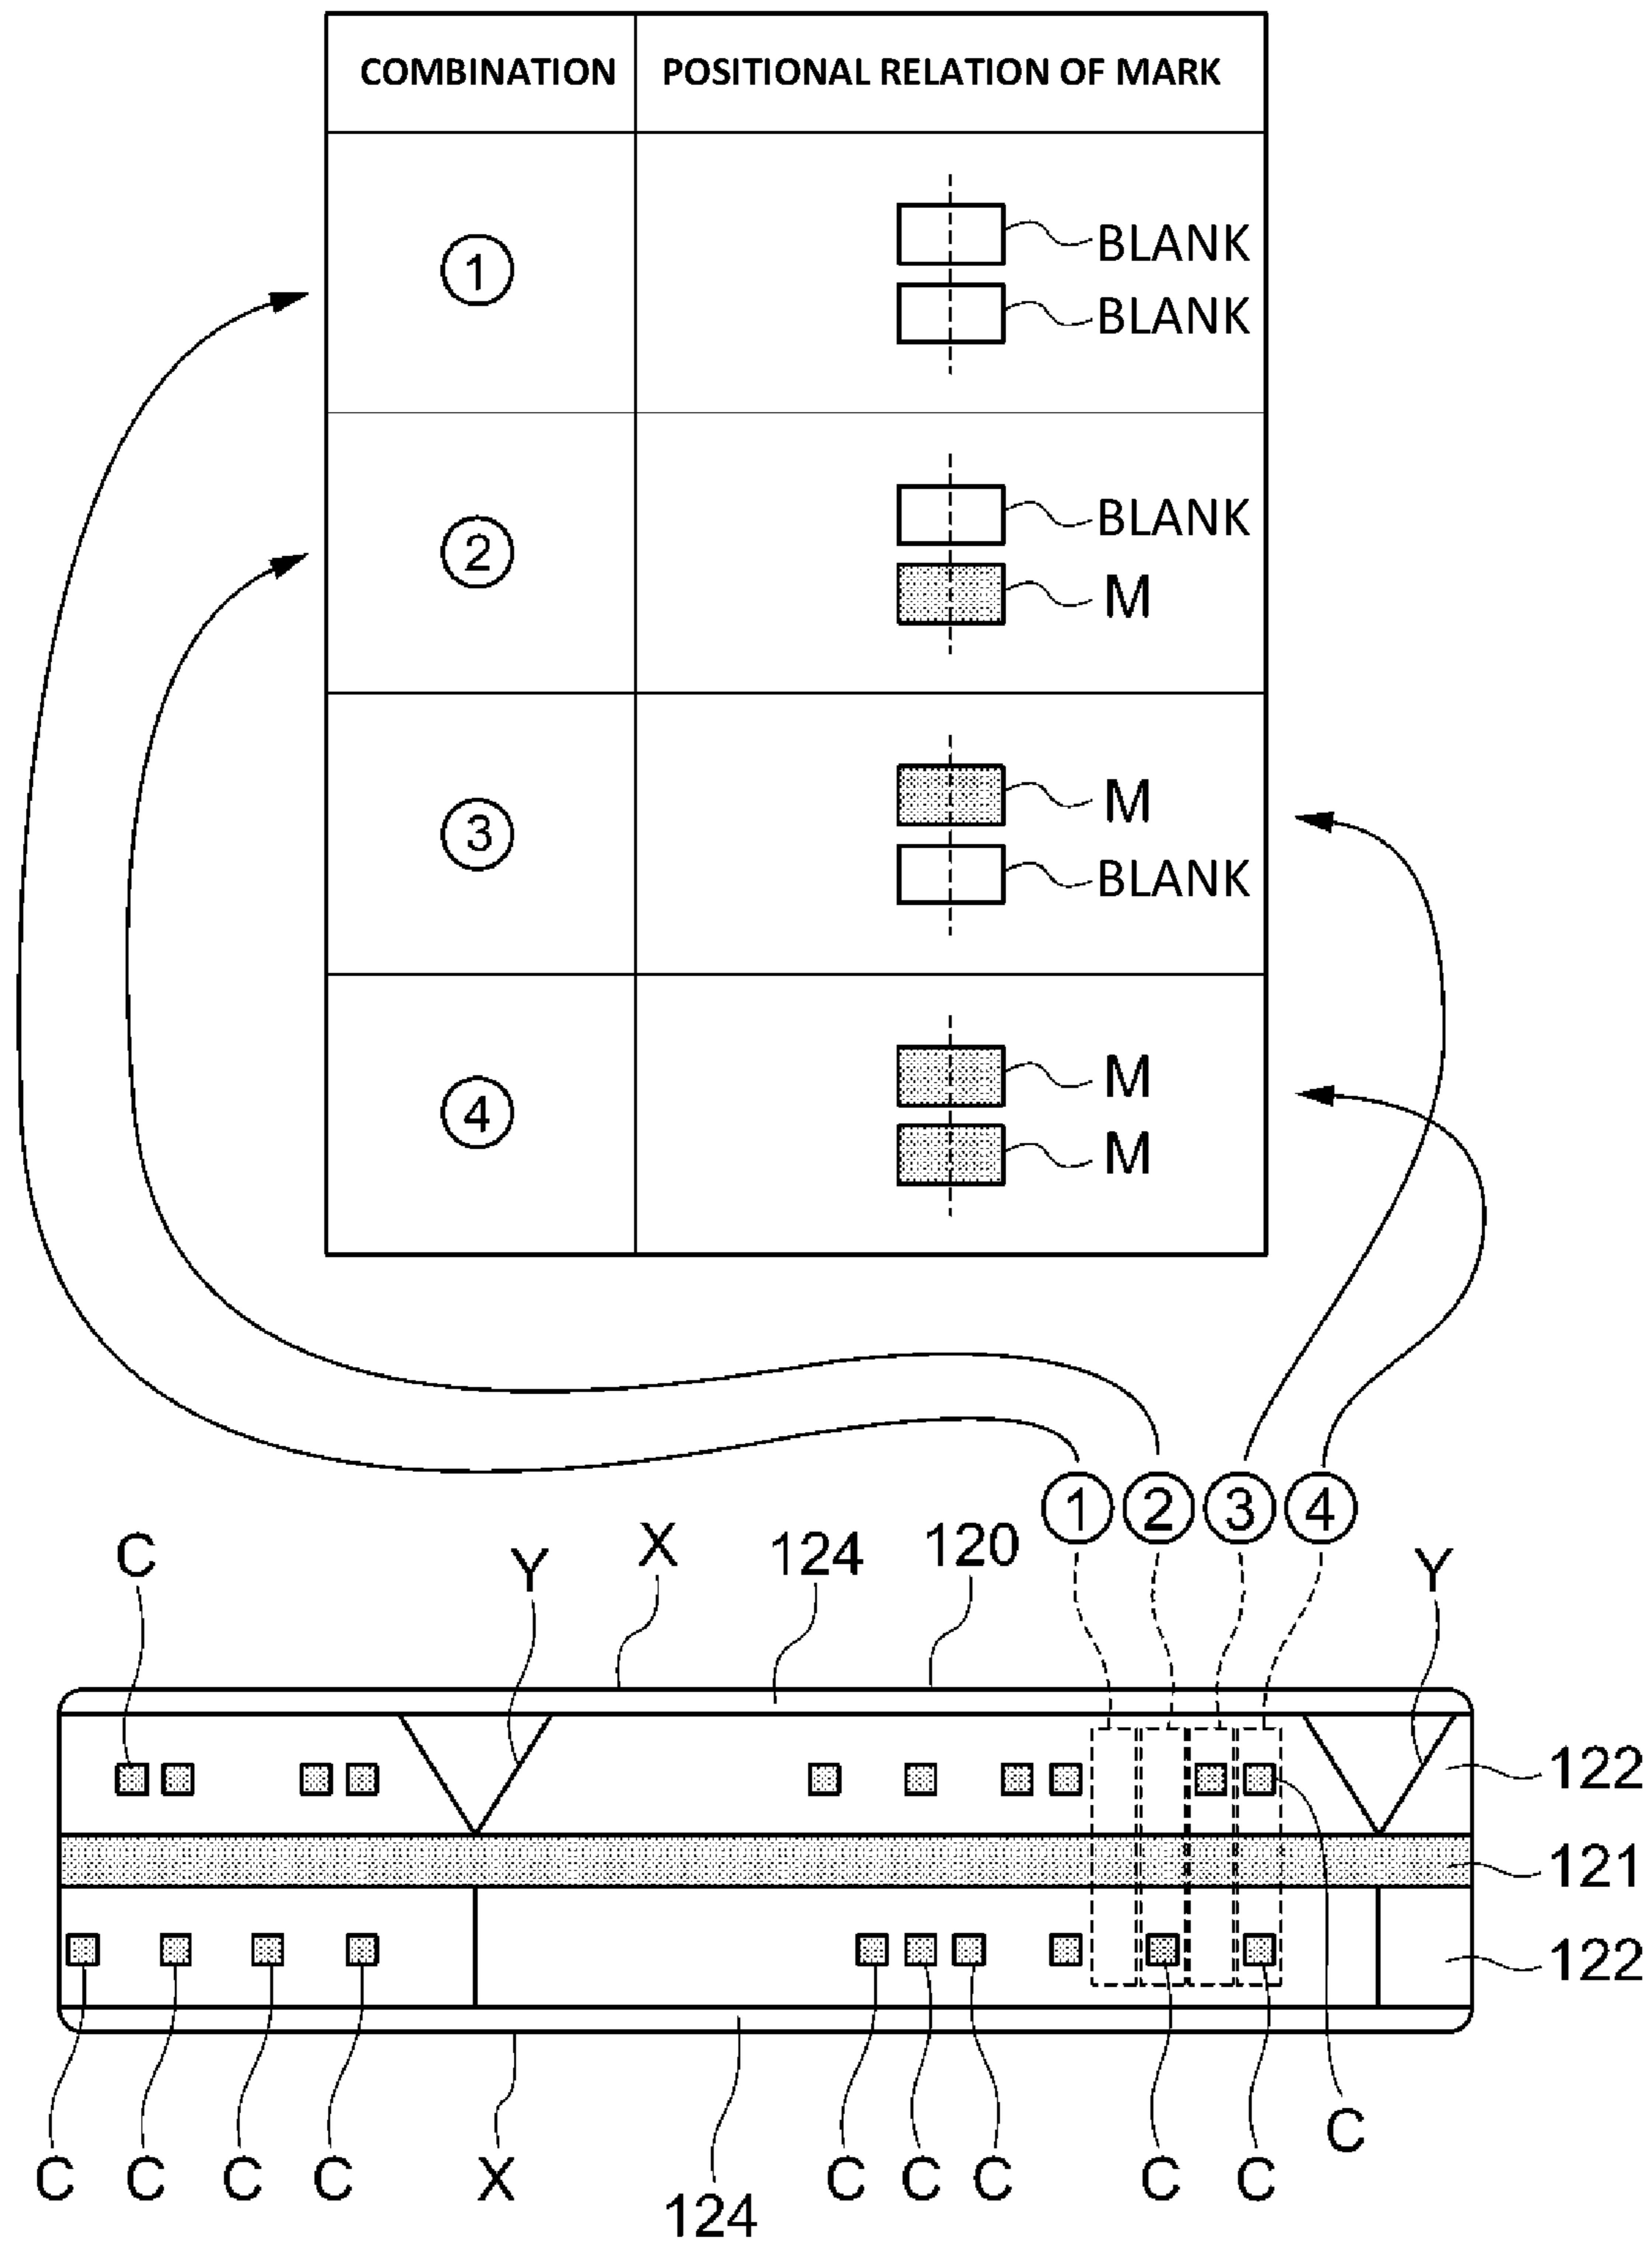 COMBINATION POSITIONAL RELATION OF MARK
① BLANK
BLANK
② BLANK
M
③ M
BLANK
④ M
M
① ② ③ ④
C Y X 124 120 Y
122
121
122
C
C C C C X C C C C C
124